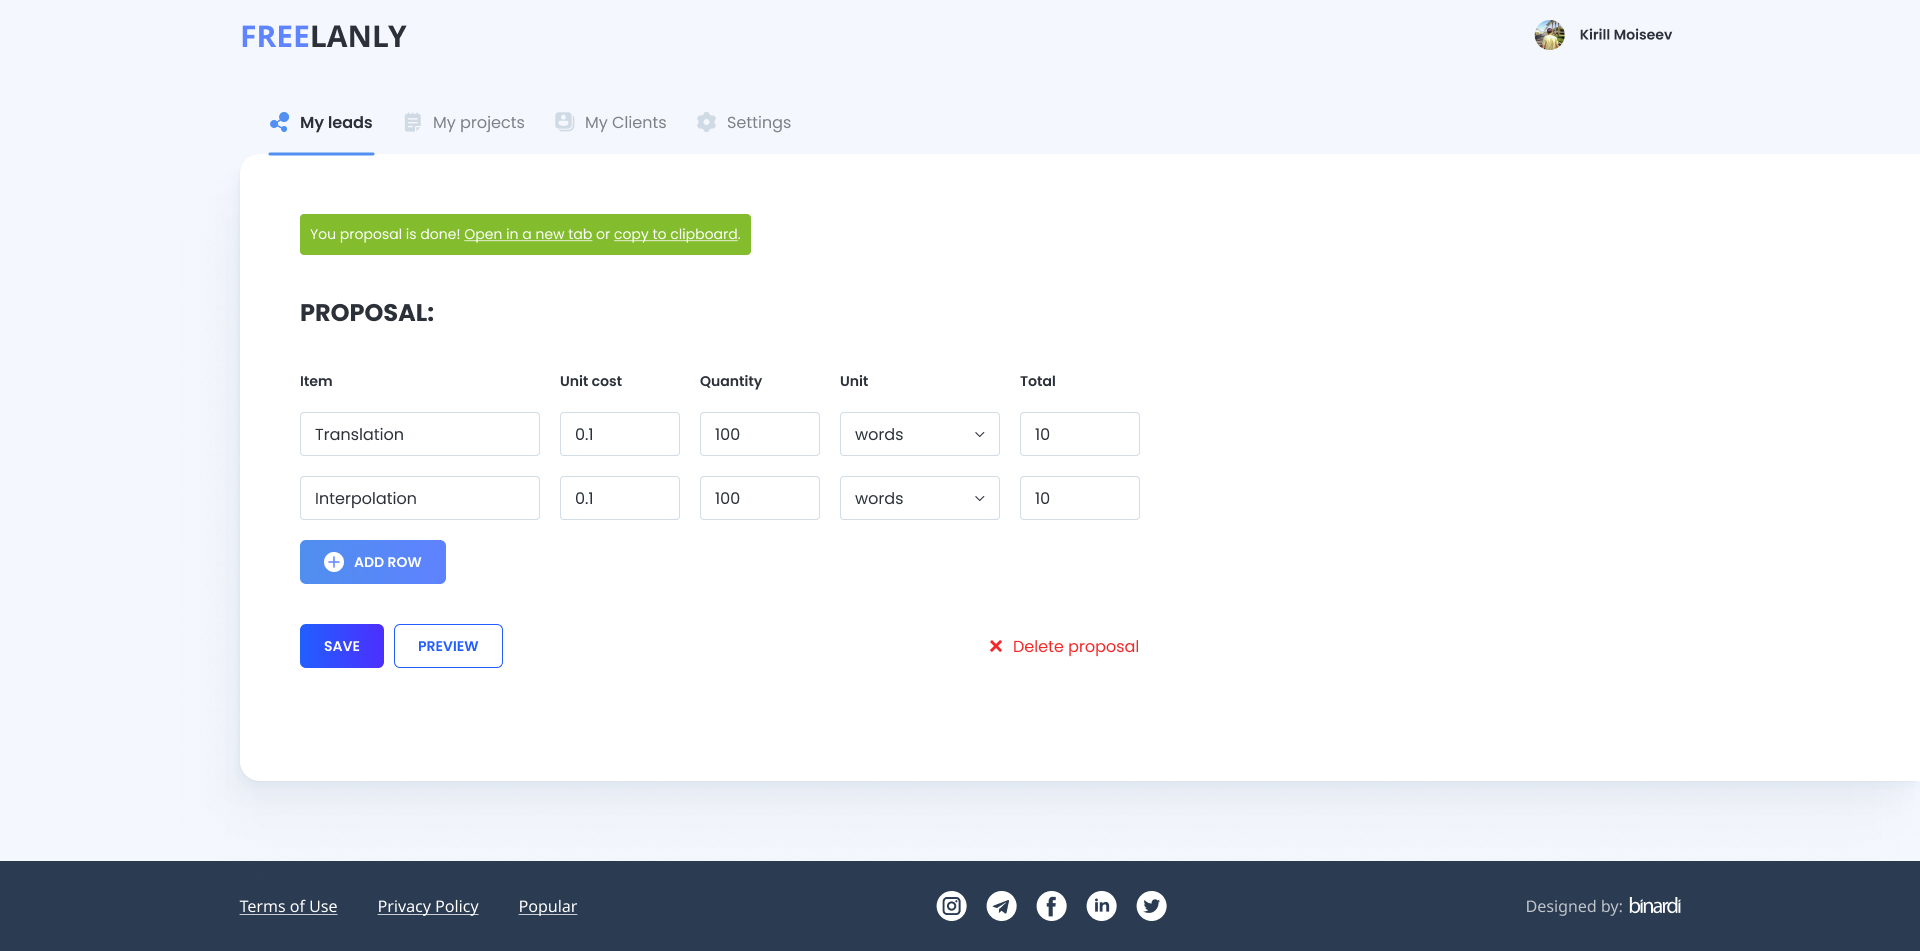 FREELANLY
Kirill Moiseev
My leads My projects My Clients Settings
You proposal is done! Open in a new tab or copy to clipboard.
PROPOSAL:
Item Unit cost Quantity Unit Total
Translation 0.1 100 words 10
Interpolation 0.1 100 words 10
ADD ROW
SAVE PREVIEW Delete proposal
Terms of Use Privacy Policy Popular Designed by: binardi